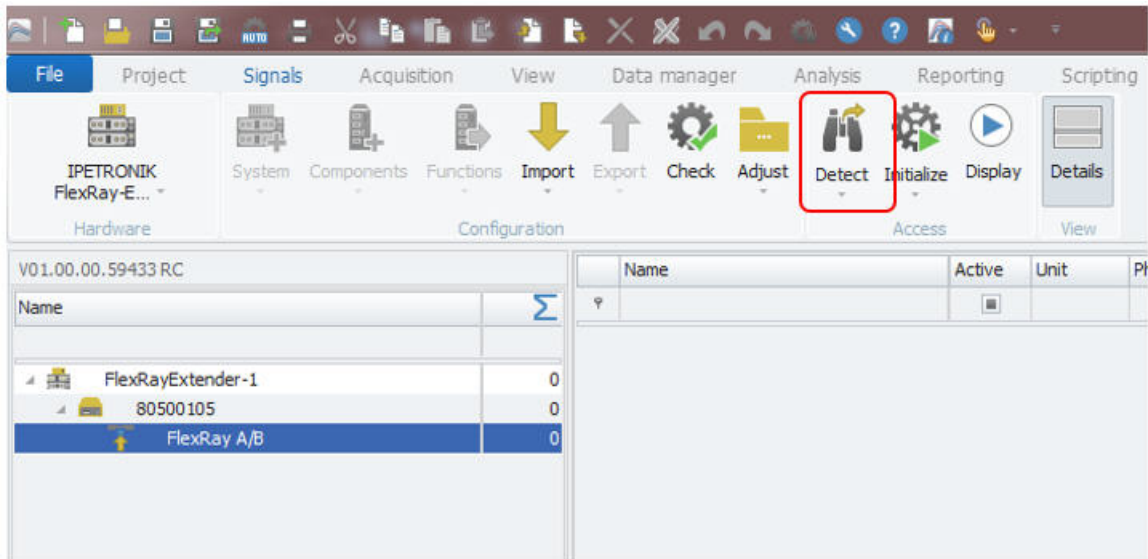 AUTO
File Project Signals Acquisition View Data manager Analysis Reporting Scripting
IPETRONIK
FlexRay-E...
System Components Functions Import Export Check Adjust Detect Initialize Display Details
Hardware Configuration Access View
V01.00.00.59433 RC
Name Active Unit Ph
Name Σ
FlexRayExtender-1 0
80500105 0
FlexRay A/B 0